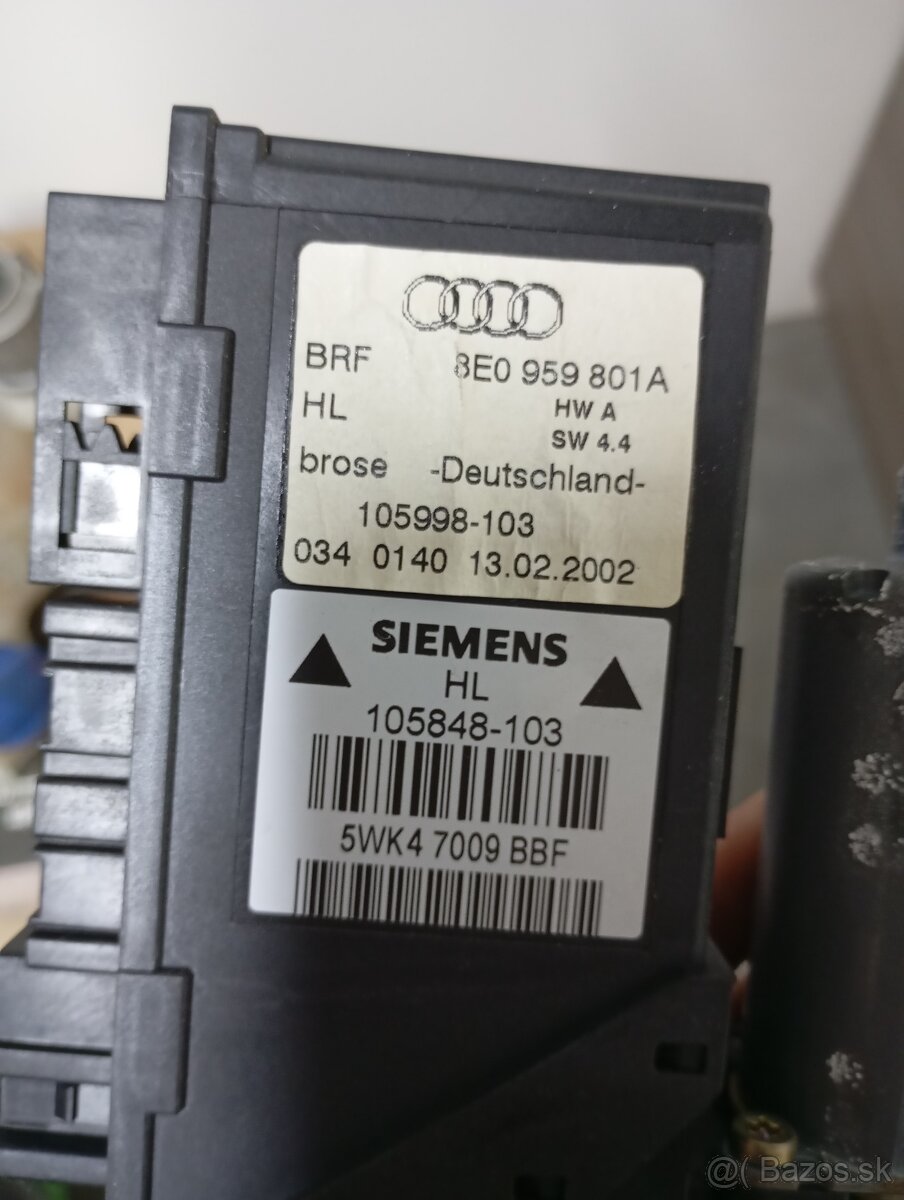 BRF 8E0 959 801A
HL HW A
SW 4.4
brose -Deutschland-
105998-103
034 0140 13.02.2002
SIEMENS
HL
105848-103
5WK4 7009 BBF
@( Bazos.sk